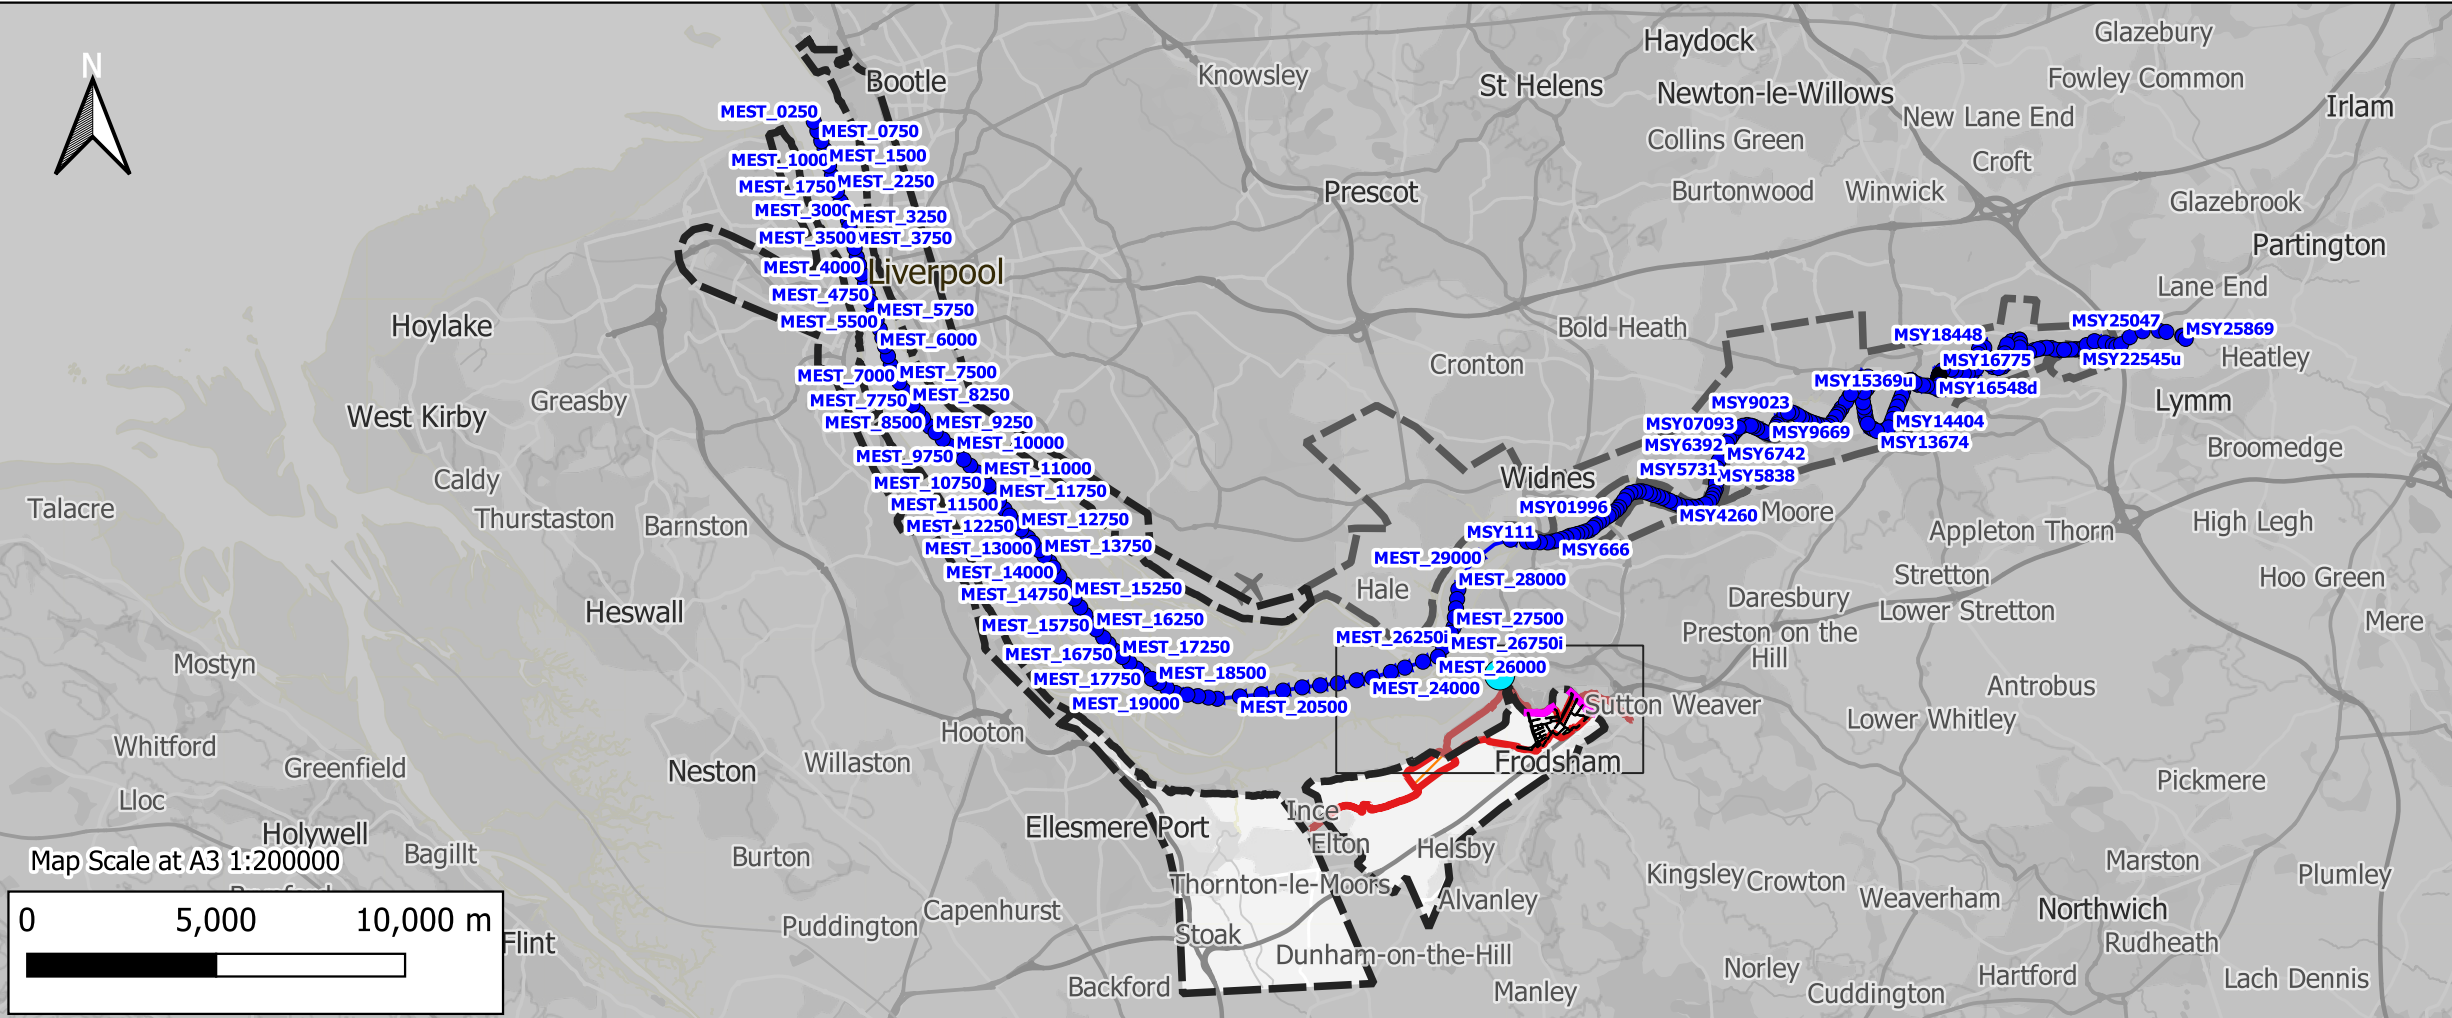 Glazebury
Haydock
N
Knowsley
Fowley Common
Bootle
St Helens
Newton-le-Willows
Irlam
MEST_0250
New Lane End
MEST_0750
Collins Green
MEST_1000
MEST_1500
Croft
MEST_1750
MEST_2250
Prescot
Burtonwood
Winwick
Glazebrook
MEST_3000
MEST_3250
MEST_3500
MEST_3750
Partington
MEST_4000
Liverpool
Lane End
MEST_4750
MEST_5750
MEST_5500
Hoylake
Bold Heath
MSY18448
MSY25047
MSY25869
MEST_6000
Cronton
MSY16775
MSY22545u
Heatley
MEST_7000
MEST_7500
MSY15369u
MSY16548d
MEST_7750
MEST_8250
Greasby
MSY9023
Lymm
West Kirby
MEST_8500
MEST_9250
MSY07093
MSY9669
MSY14404
MEST_10000
MSY6392
MSY13674
MEST_9750
MSY6742
Broomedge
MEST_11000
MSY5731
MSY5838
Caldy
MEST_10750
MEST_11750
Widnes
Talacre
MEST_11500
MSY01996
MSY4260
Moore
Thurstaston
Barnston
MEST_12250
MEST_12750
MSY111
Appleton Thorn
High Legh
MEST_13000
MEST_13750
MEST_29000
MSY666
MEST_14000
MEST_28000
Stretton
Hoo Green
MEST_14750
MEST_15250
Hale
Daresbury
Heswall
Lower Stretton
MEST_15750
MEST_16250
MEST_27500
Mere
MEST_26250i
MEST_26750i
Preston on the
Hill
MEST_16750
MEST_17250
Mostyn
MEST_17750
MEST_18500
MEST_26000
Antrobus
MEST_24000
MEST_19000
MEST_20500
Sutton Weaver
Lower Whitley
Hooton
Whitford
Greenfield
Neston
Willaston
Frodsham
Pickmere
Lloc
Ince
Holywell
Ellesmere Port
Elton
Helsby
Map Scale at A3 1:200000
Bagillt
Burton
Marston
Thornton-le-Moors
Kingsley
Crowton
Plumley
Alvanley
Weaverham
0 5,000 10,000 m
Capenhurst
Northwich
Puddington
Stoak
Flint
Rudheath
Dunham-on-the-Hill
Norley
Hartford
Lach Dennis
Backford
Manley
Cuddington